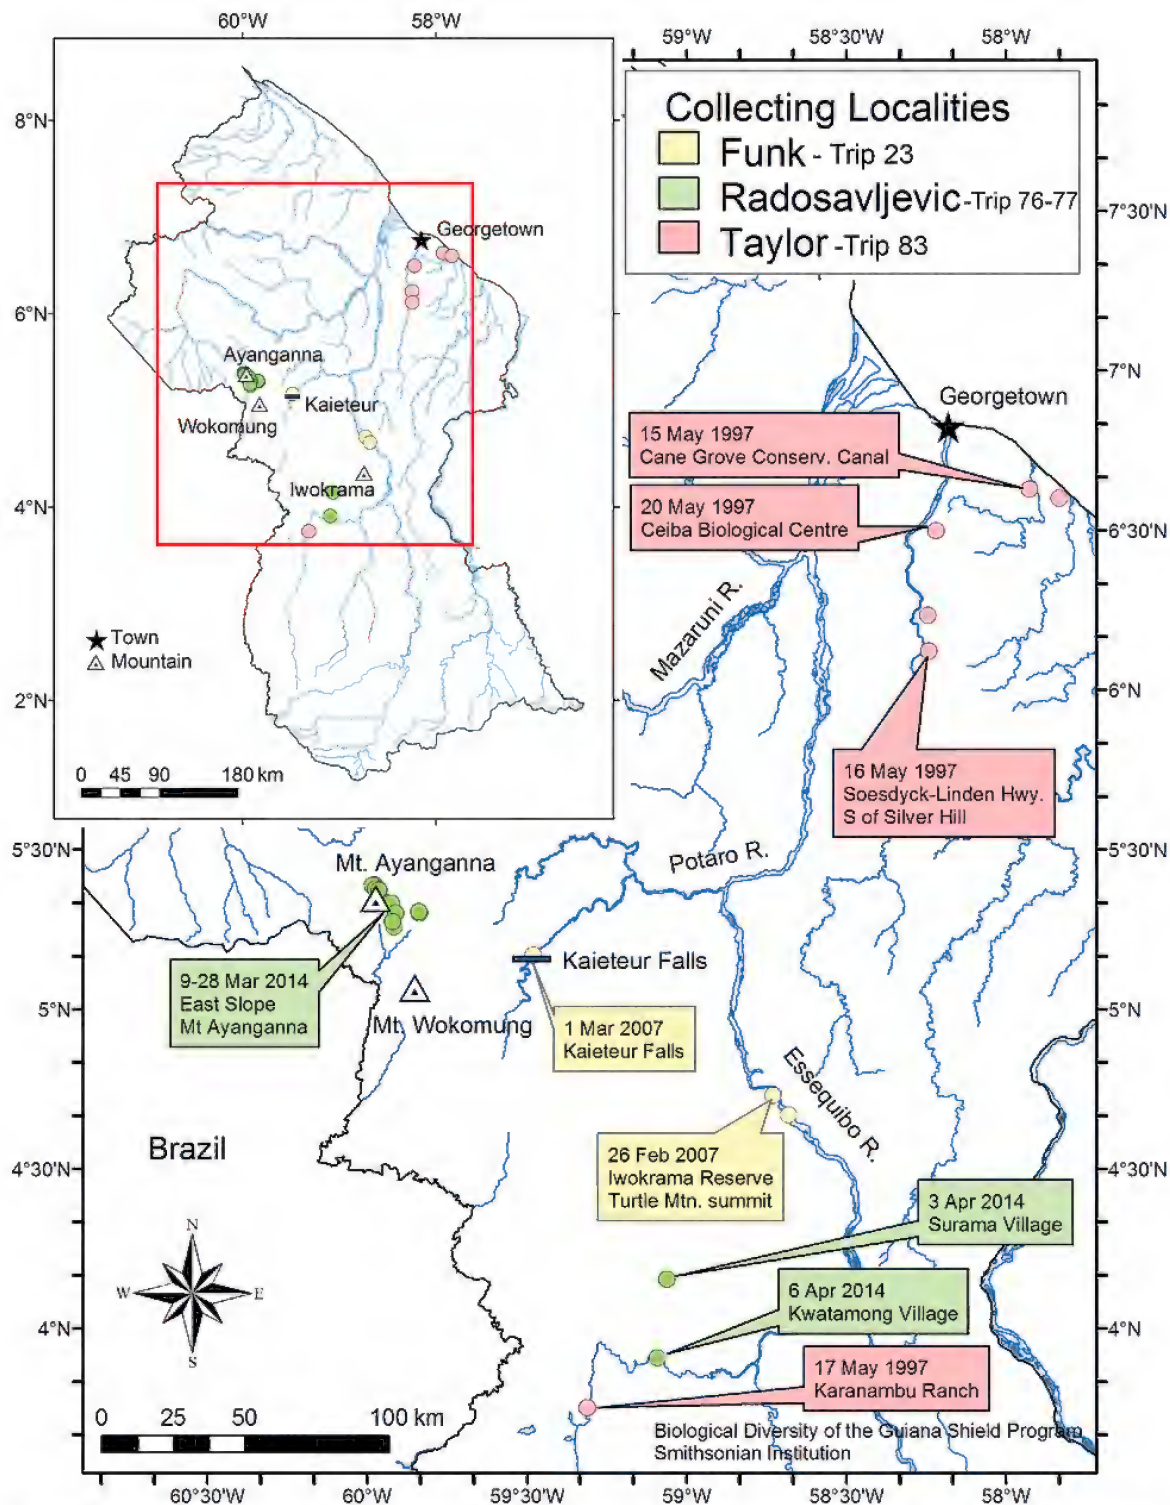 60°W
58°W
8°N
6°N
4°N
2°N
Georgetown
Ayanganna
Kaieteur
Wokomung
Iwokrama
Town
Mountain
0 45 90 180 km
59°W
58°30'W
58°W
Collecting Localities
Funk - Trip 23
Radosavljevic -Trip 76-77
Taylor -Trip 83
7°30'N
7°N
6°30'N
6°N
5°30'N
5°N
4°30'N
4°N
Georgetown
15 May 1997
Cane Grove Conserv. Canal
20 May 1997
Ceiba Biological Centre
Mazaruni R.
16 May 1997
Soesdyck-Linden Hwy.
S of Silver Hill
5°30'N
5°N
4°30'N
4°N
Mt. Ayanganna
Potaro R.
9-28 Mar 2014
East Slope
Mt Ayanganna
Kaieteur Falls
Mt. Wokomung
1 Mar 2007
Kaieteur Falls
Essequibo R.
Brazil
26 Feb 2007
Iwokrama Reserve
Turtle Mtn. summit
3 Apr 2014
Surama Village
N
W E
S
6 Apr 2014
Kwatamong Village
17 May 1997
Karanambu Ranch
0 25 50 100 km
Biological Diversity of the Guiana Shield Program
Smithsonian Institution
60°30'W
60°W
59°30'W
59°W
58°30'W
58°W